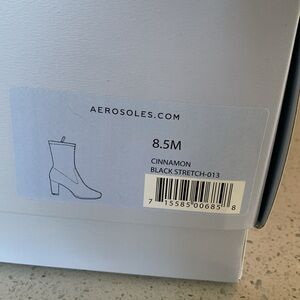 AEROSOLES.COM
8.5M
CINNAMON
BLACK STRETCH-013
7 15585 00685 8